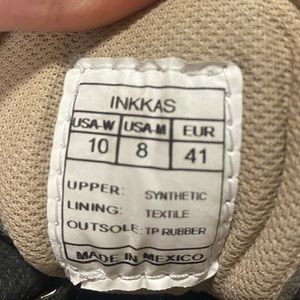 INKKAS
USA-W USA-M EUR
10 8 41
UPPER: SYNTHETIC
LINING: TEXTILE
OUTSOLE: TP RUBBER
MADE IN MEXICO